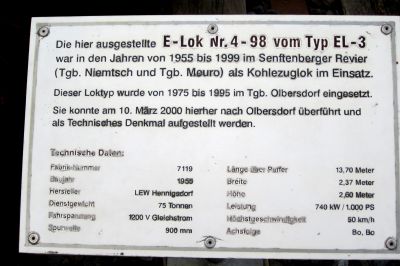 Die hier ausgestellte E-Lok Nr. 4-98 vom Typ EL-3
war in den Jahren von 1955 bis 1999 im Senftenberger Revier
(Tgb. Niemtsch und Tgb. Meuro) als Kohlezuglok im Einsatz.
Dieser Loktyp wurde von 1975 bis 1995 im Tgb. Olbersdorf eingesetzt.
Sie konnte am 10. März 2000 hierher nach Olbersdorf überführt und
als Technisches Denkmal aufgestellt werden.
Technische Daten:
Fabrik-Nummer 7119 Länge über Puffer 13,70 Meter
Baujahr 1955 Breite 2,37 Meter
Hersteller LEW Hennigsdorf Höhe 2,60 Meter
Dienstgewicht 75 Tonnen Leistung 740 kW / 1.000 PS
Fahrspannung 1200 V Gleichstrom Höchstgeschwindigkeit 60 km/h
Spurweite 900 mm Achsfolge Bo, Bo